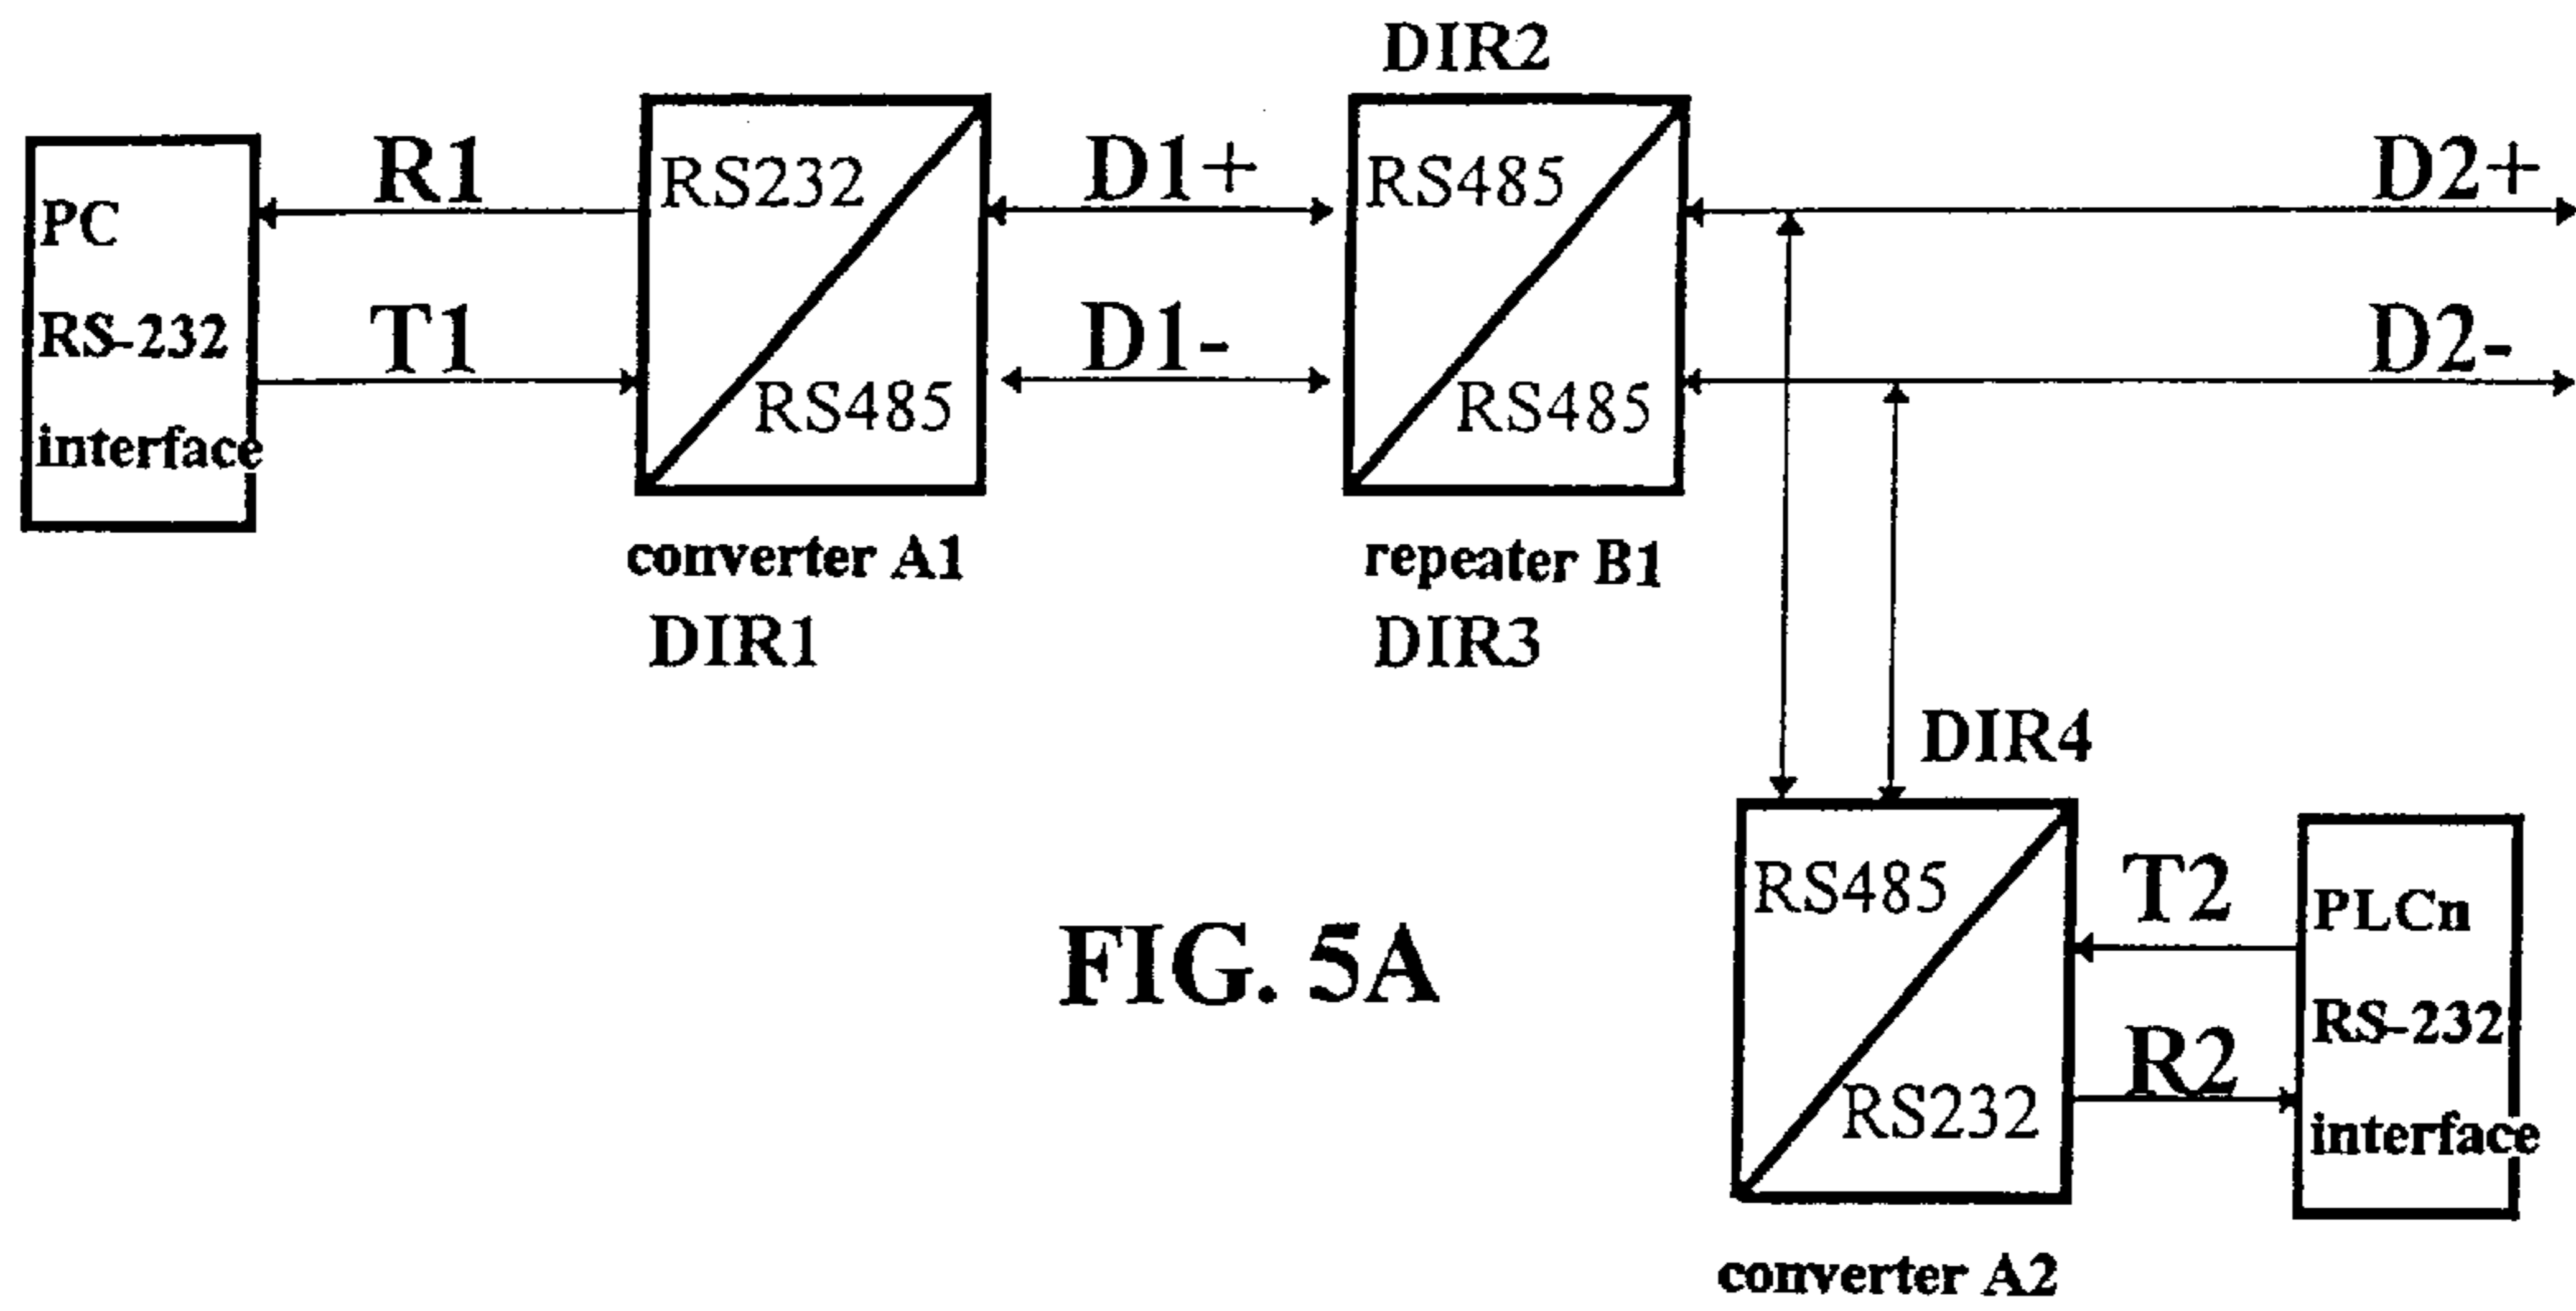 DIR2
PC
RS-232
interface
R1
T1
RS232
RS485
converter A1
DIR1
D1+
D1-
RS485
RS485
repeater B1
DIR3
D2+
D2-
DIR4
RS485
RS232
converter A2
T2
R2
PLCn
RS-232
interface
FIG. 5A